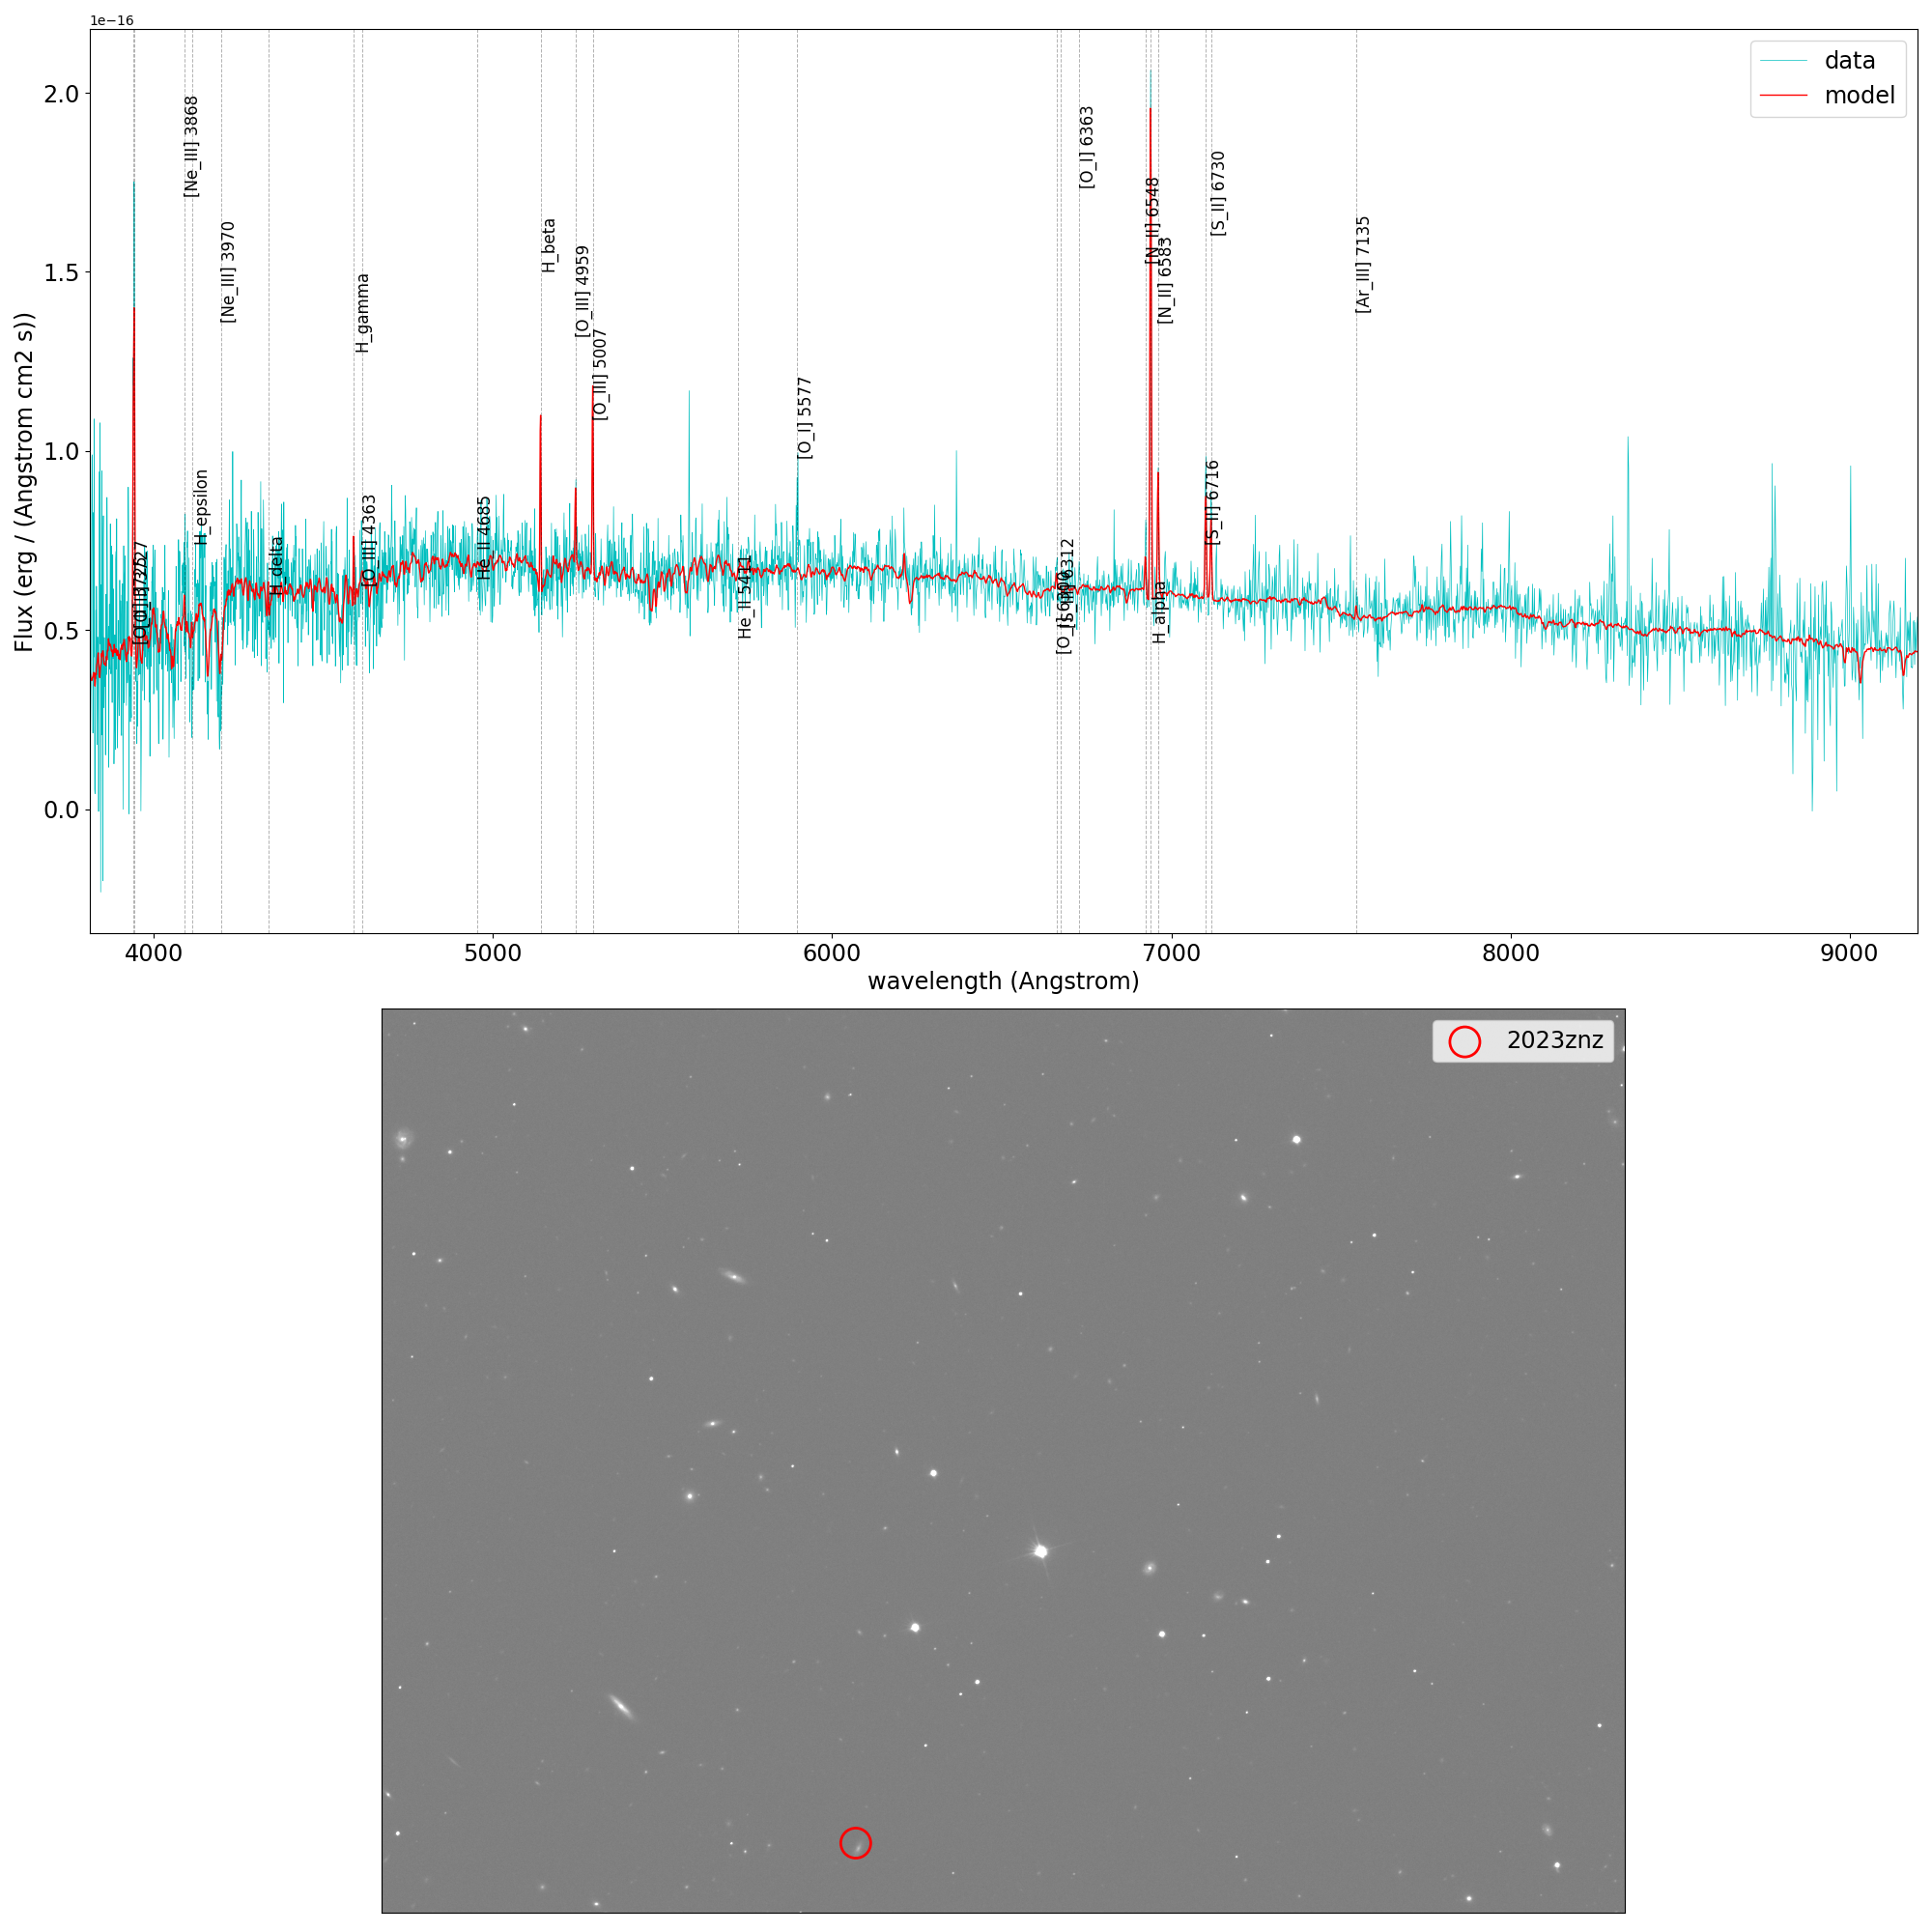 1e−16
data
model
2.0
1.5
1.0
0.5
0.0
Flux (erg / (Angstrom cm2 s))
[Ne_III] 3868
H_epsilon
[Ne_III] 3970
H_delta
H_gamma
[O_III] 4363
He_II 4685
H_beta
[O_III] 4959
[O_III] 5007
He_II 5411
[O_I] 5577
[O_I] 6363
[N_II] 6548
H_alpha
[N_II] 6583
[S_II] 6716
[S_II] 6730
[Ar_III] 7135
4000
5000
6000
7000
8000
9000
wavelength (Angstrom)
2023znz